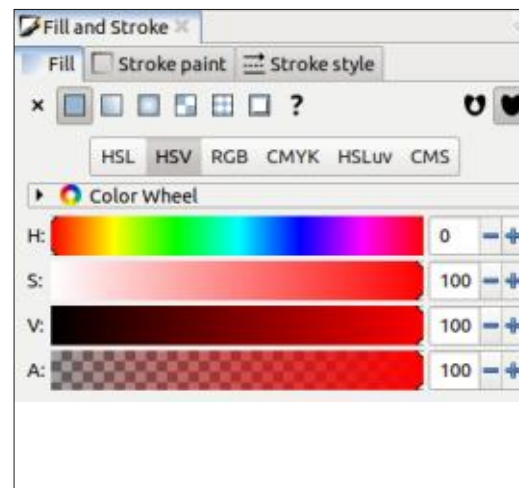 Fill and Stroke
Fill Stroke paint Stroke style
× ?
HSL HSV RGB CMYK HSLuv CMS
Color Wheel
H: 0
S: 100
V: 100
A: 100